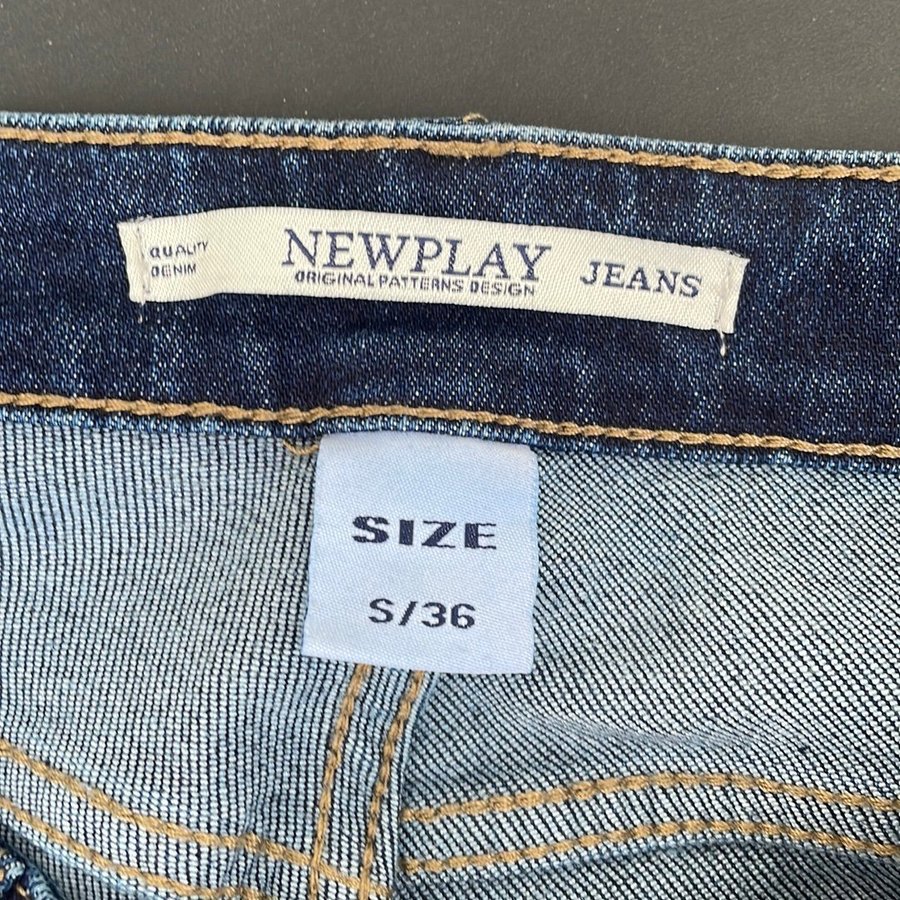 QUALITY
DENIM
NEWPLAY
ORIGINAL PATTERNS DESIGN
JEANS
SIZE
S/36